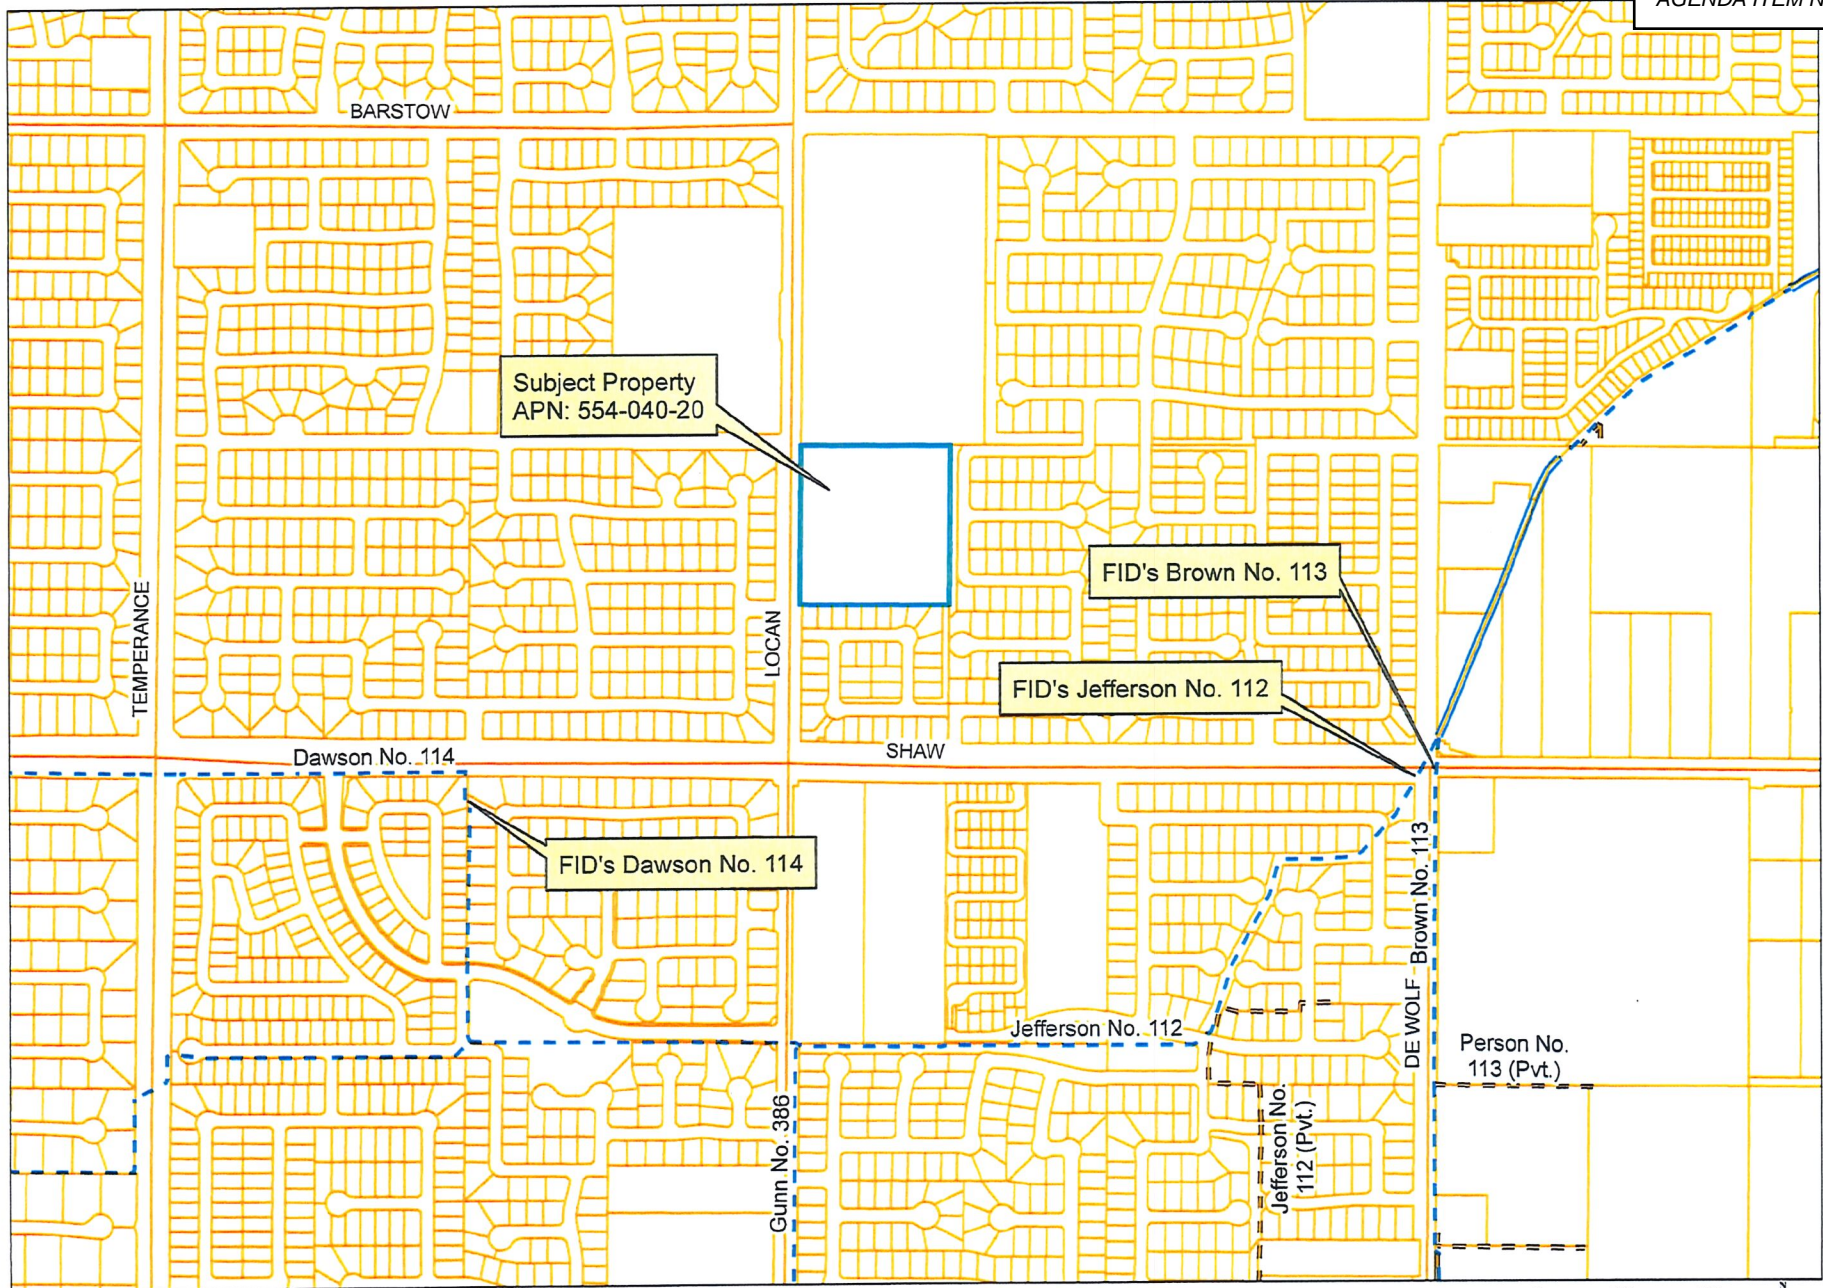 AGENDA ITEM
BARSTOW
Subject Property
APN: 554-040-20
FID's Brown No. 113
TEMPERANCE
LOCAN
FID's Jefferson No. 112
SHAW
Dawson No. 114
FID's Dawson No. 114
Brown No. 113
DE WOLF
Jefferson No. 112
Person No.
113 (Pvt.)
Gunn No. 386
Jefferson No.
112 (Pvt.)